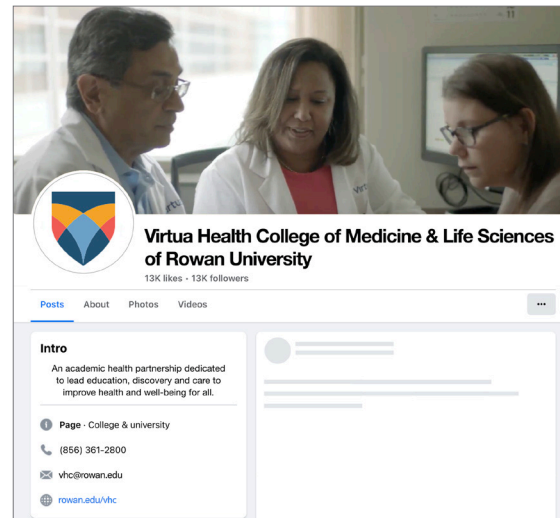 Virtua Health College of Medicine & Life Sciences
of Rowan University
13K likes · 13K followers
Posts About Photos Videos
Intro
An academic health partnership dedicated
to lead education, discovery and care to
improve health and well-being for all.
Page · College & university
(856) 361-2800
vhc@rowan.edu
rowan.edu/vhc